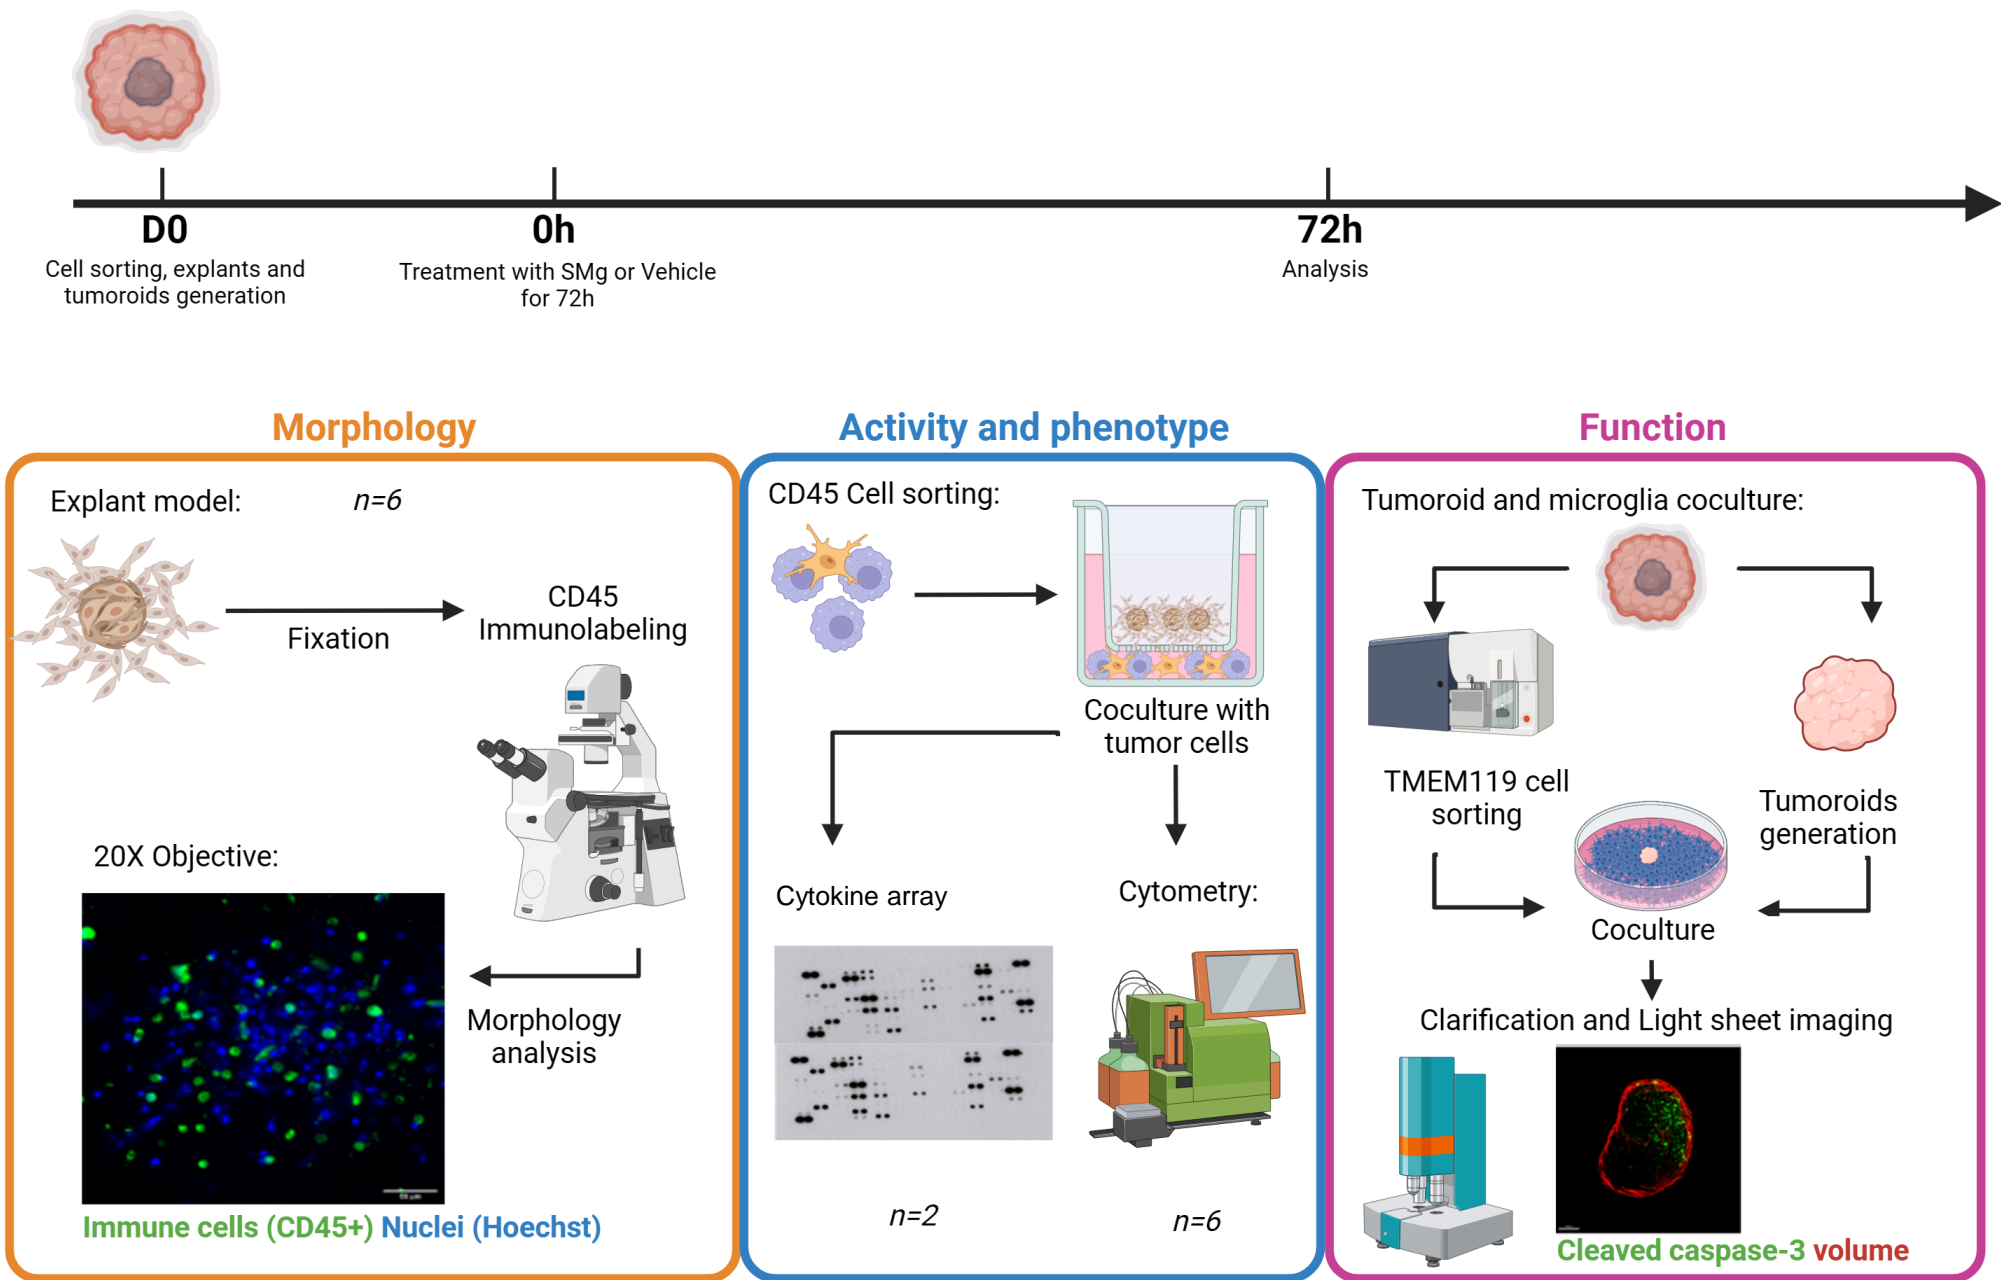 D0
Cell sorting, explants and
tumoroids generation
0h
Treatment with SMg or Vehicle
for 72h
72h
Analysis
Morphology
Explant model:
n=6
Fixation
CD45
Immunolabeling
20X Objective:
Morphology
analysis
50 µm
Immune cells (CD45+) Nuclei (Hoechst)
Activity and phenotype
CD45 Cell sorting:
Coculture with
tumor cells
Cytokine array
Cytometry:
n=2
n=6
Function
Tumoroid and microglia coculture:
TMEM119 cell
sorting
Tumoroids
generation
Coculture
Clarification and Light sheet imaging
Cleaved caspase-3 volume